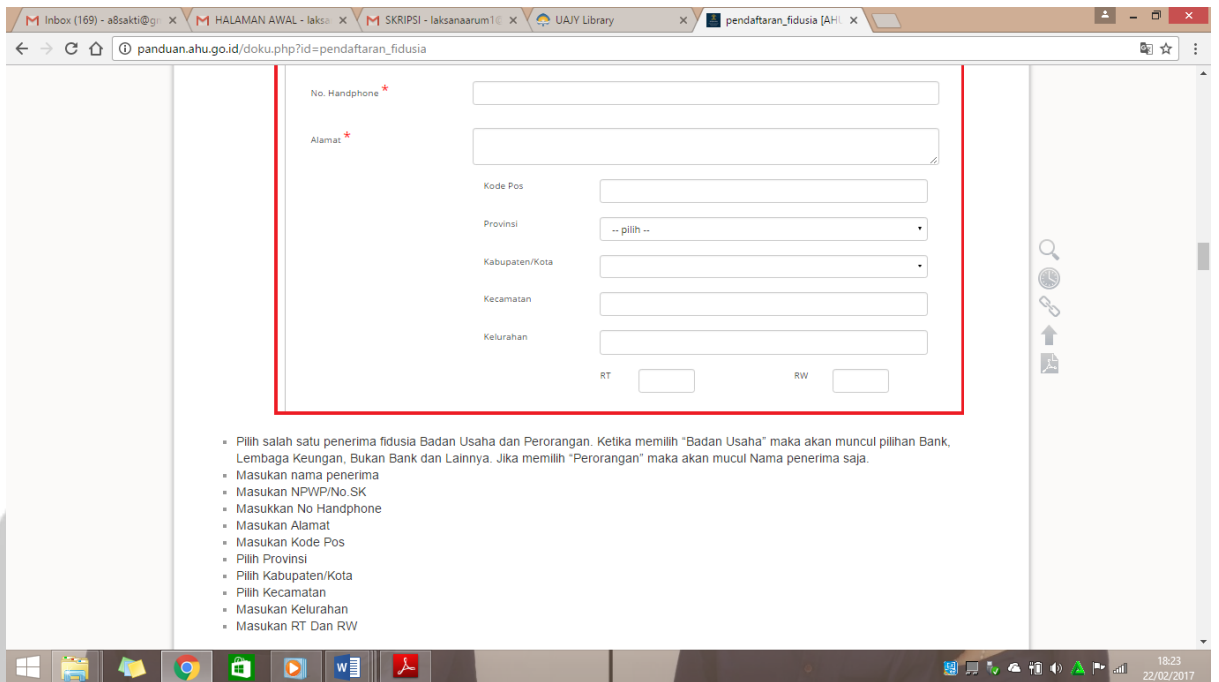 Inbox (169) - a8sakti@gm
HALAMAN AWAL - laksa
SKRIPSI - laksanaarum1@
UAJY Library
pendaftaran_fidusia [AHU
panduan.ahu.go.id/doku.php?id=pendaftaran_fidusia
No. Handphone *
Alamat *
Kode Pos
Provinsi
-- pilih --
Kabupaten/Kota
Kecamatan
Kelurahan
RT
RW
Pilih salah satu penerima fidusia Badan Usaha dan Perorangan. Ketika memilih “Badan Usaha” maka akan muncul pilihan Bank,
Lembaga Keungan, Bukan Bank dan Lainnya. Jika memilih “Perorangan” maka akan mucul Nama penerima saja.
Masukan nama penerima
Masukan NPWP/No.SK
Masukkan No Handphone
Masukan Alamat
Masukan Kode Pos
Pilih Provinsi
Pilih Kabupaten/Kota
Pilih Kecamatan
Masukan Kelurahan
Masukan RT Dan RW
18:23
22/02/2017